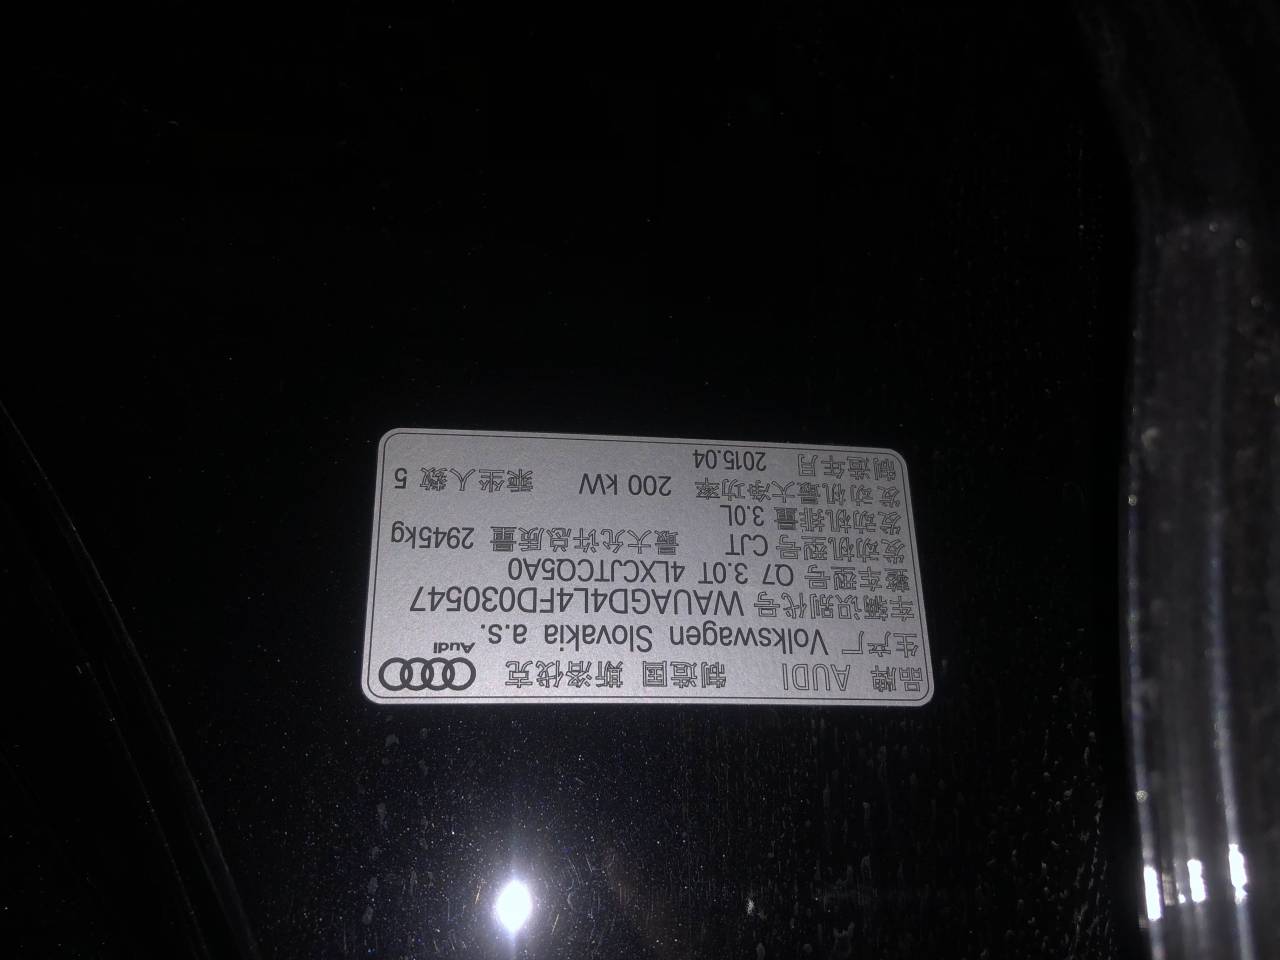 品牌 AUDI 制造国 斯洛伐克
Audi
生产厂 Volkswagen Slovakia a.s.
车辆识别代号 WAUAGD4L4FD030547
整车型号 Q7 3.0T 4LXCJTCQ5A0
发动机型号 CJT 最大允许总质量 2945kg
发动机排量 3.0L
发动机最大净功率 200 kW 乘坐人数 5
制造年月 2015.04